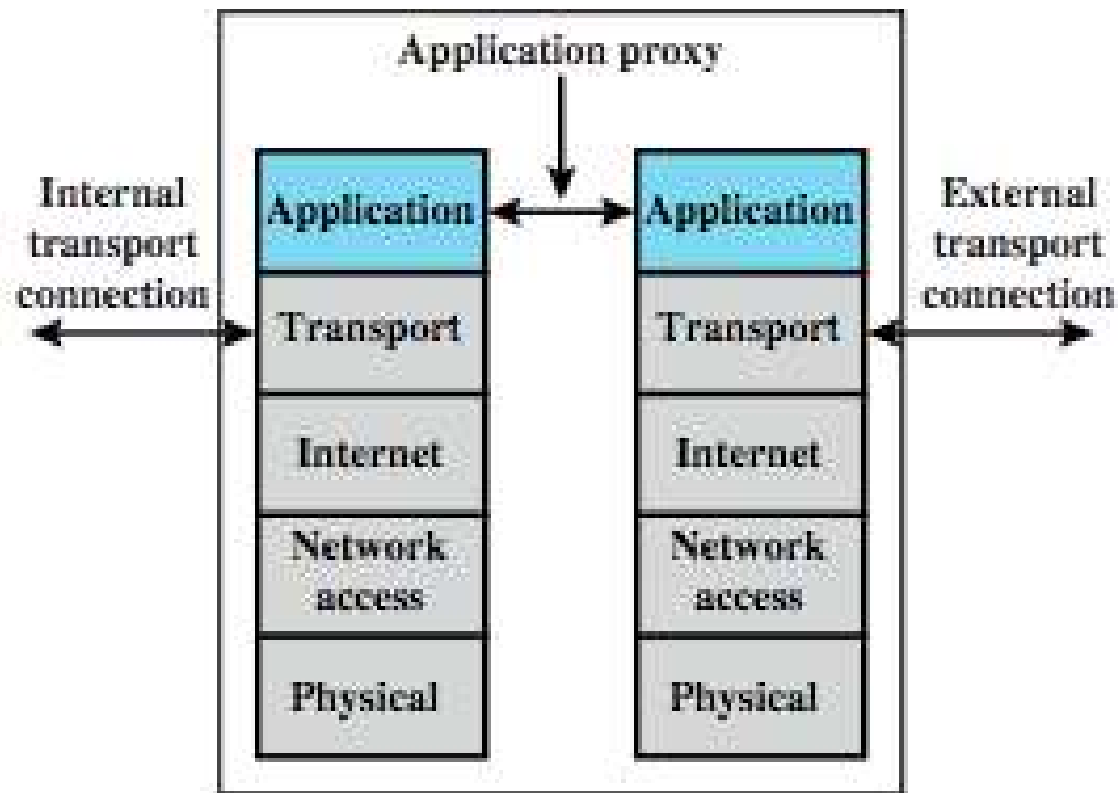 Application proxy
Internal
transport
connection
External
transport
connection
Application
Transport
Internet
Network
access
Physical
Application
Transport
Internet
Network
access
Physical